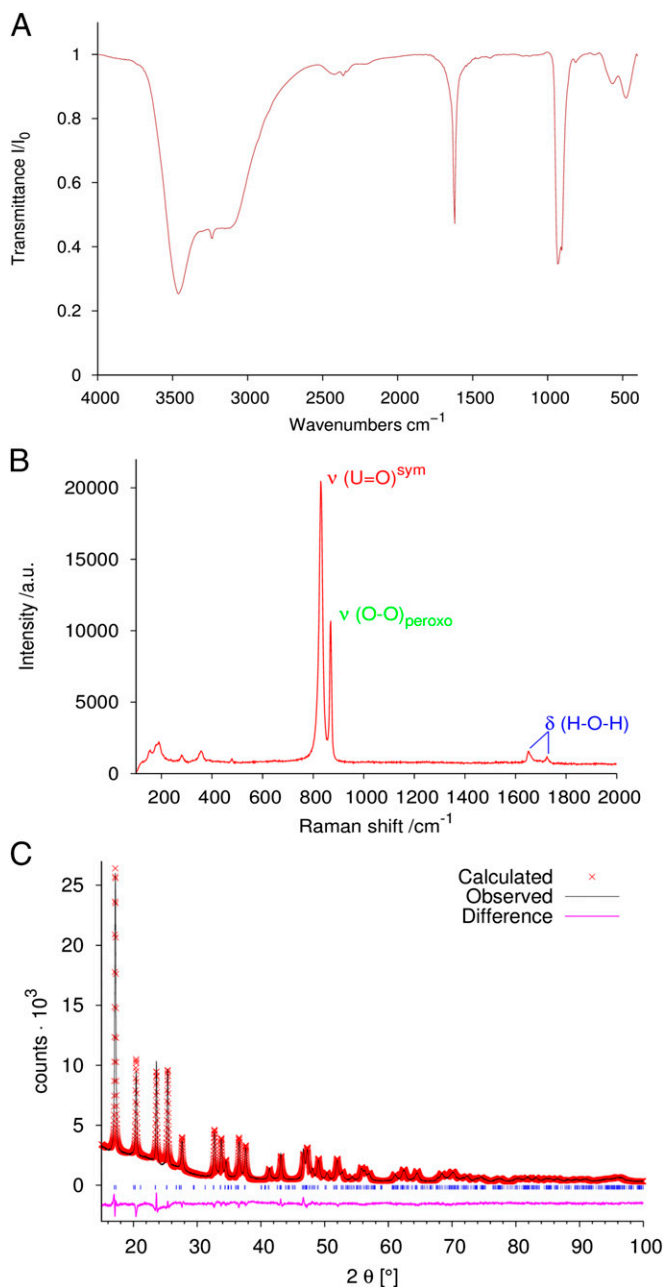 A
1
0.8
0.6
0.4
0.2
0
Transmittance I/I0
4000 3500 3000 2500 2000 1500 1000 500
Wavenumbers cm−1
B
20000
15000
10000
5000
0
Intensity /a.u.
ν (U=O)sym
ν (O-O)peroxo
δ (H-O-H)
200 400 600 800 1000 1200 1400 1600 1800 2000
Raman shift /cm-1
C
25
20
15
10
5
0
counts · 10³
Calculated
Observed
Difference
20 30 40 50 60 70 80 90 100
2 θ [°]